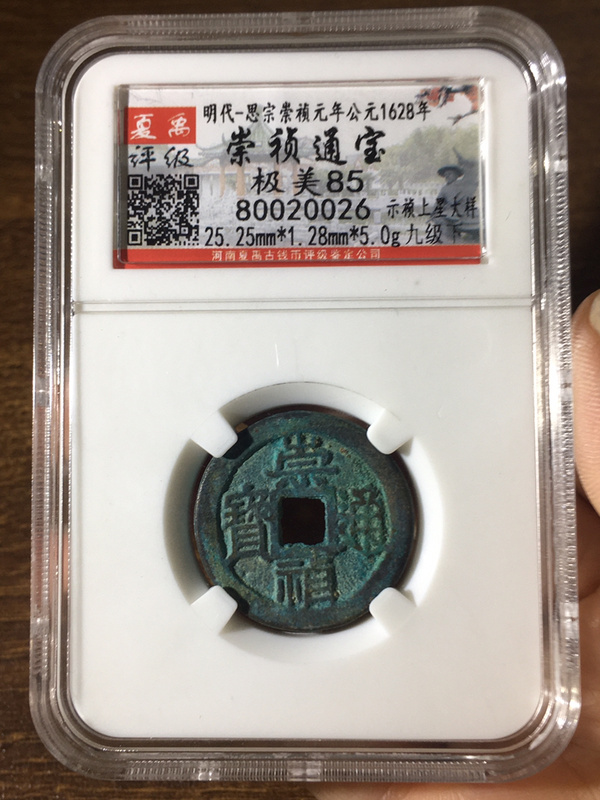 夏禹
评级
明代-思宗崇祯元年公元1628年
崇祯通宝
极美85
80020026 示祯上星大样
25.25mm*1.28mm*5.0g九级下
河南夏禹古钱币评级鉴定公司
崇禎通寶